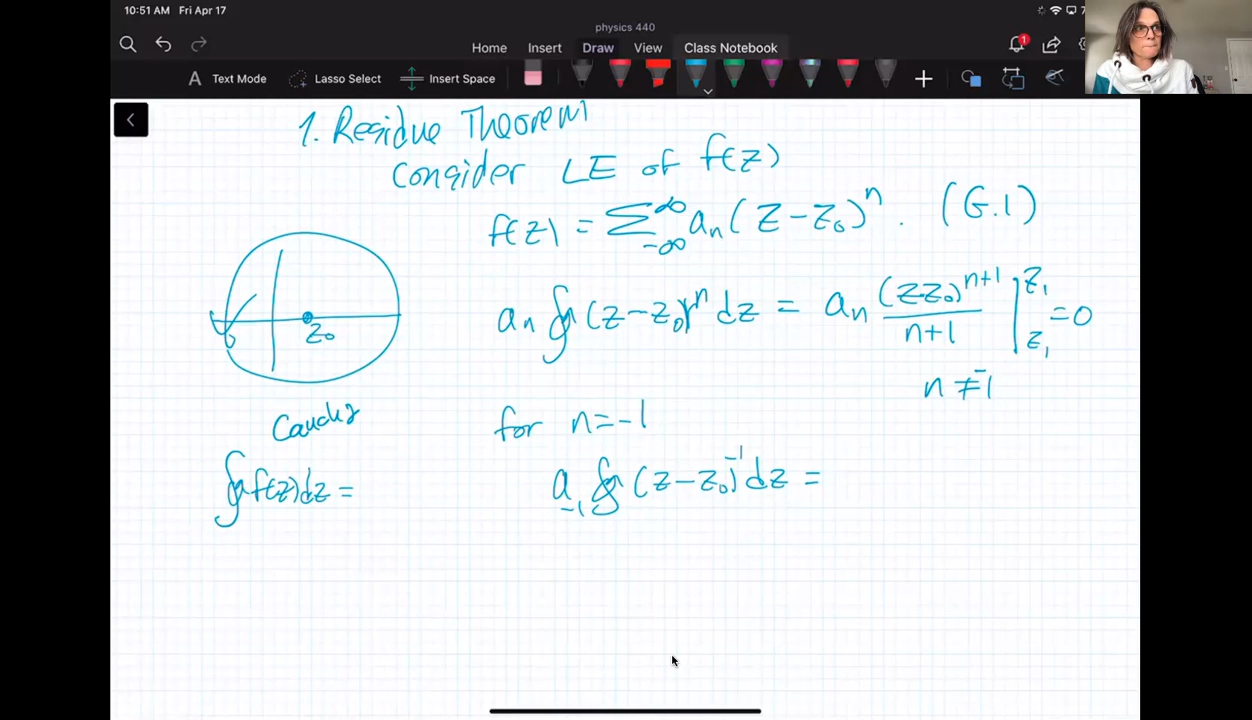 10:51 AM Fri Apr 17
physics 440
Home Insert Draw View Class Notebook
1
A Text Mode Lasso Select Insert Space
1. Residue Theorem
Consider LE of f(z)
f(z) = ∑_{-∞}^{∞} a_n (z-z_0)^n. (G.1)
a_n ∮ (z-z_0)^n dz = a_n (z-z_0)^{n+1} / n+1 |_{z_1}^{z_1} = 0
z_0
n ≠ -1
Cauchy
for n = -1
∮ f(z) dz =
a_{-1} ∮ (z-z_0)^{-1} dz =